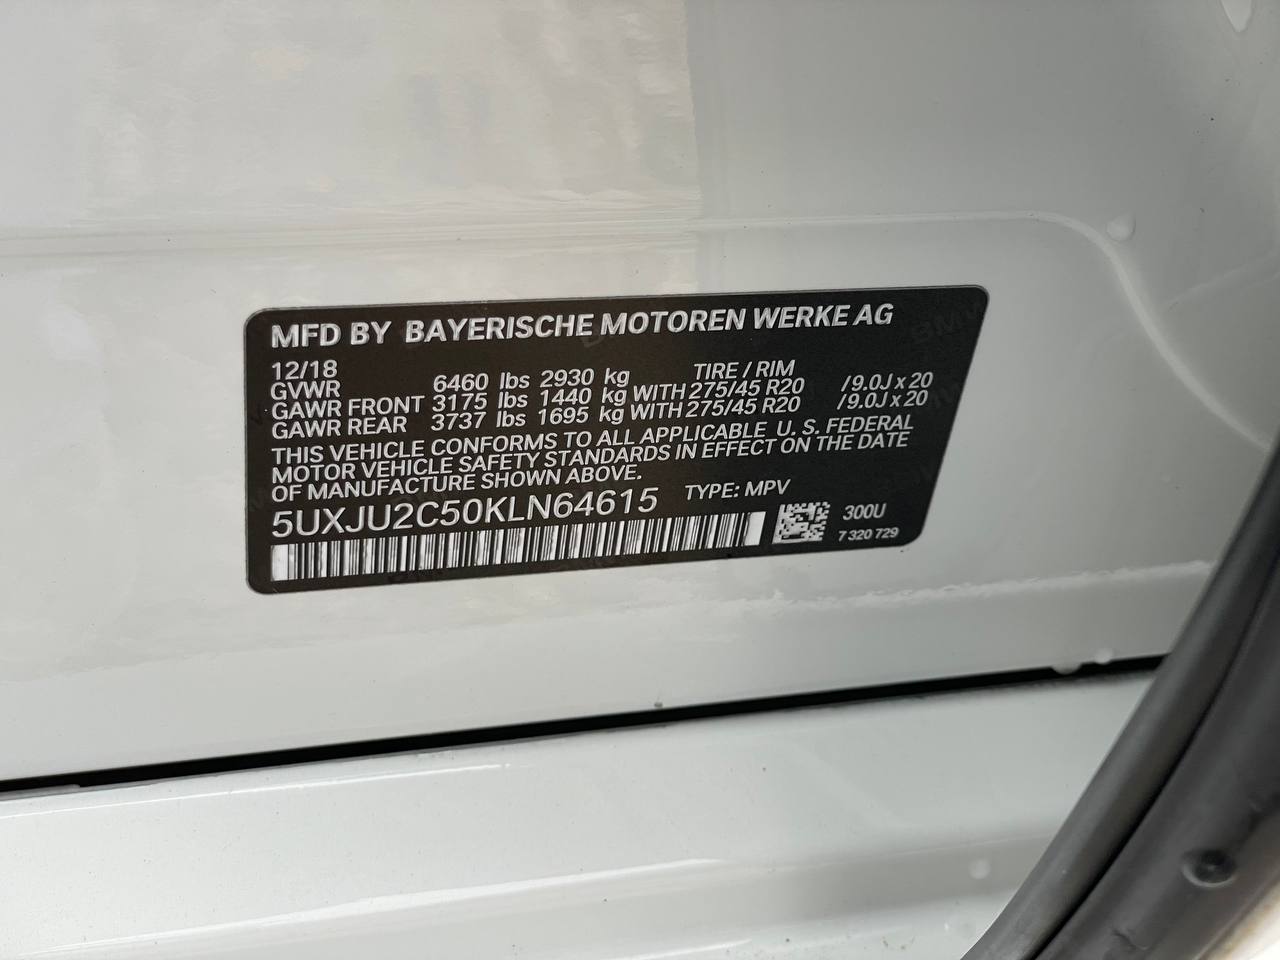 MFD BY BAYERISCHE MOTOREN WERKE AG
12/18 TIRE / RIM
GVWR 6460 lbs 2930 kg
GAWR FRONT 3175 lbs 1440 kg WITH 275/45 R20 /9.0J x 20
GAWR REAR 3737 lbs 1695 kg WITH 275/45 R20 /9.0J x 20
THIS VEHICLE CONFORMS TO ALL APPLICABLE U. S. FEDERAL
MOTOR VEHICLE SAFETY STANDARDS IN EFFECT ON THE DATE
OF MANUFACTURE SHOWN ABOVE.
5UXJU2C50KLN64615 TYPE: MPV
300U
7 320 729